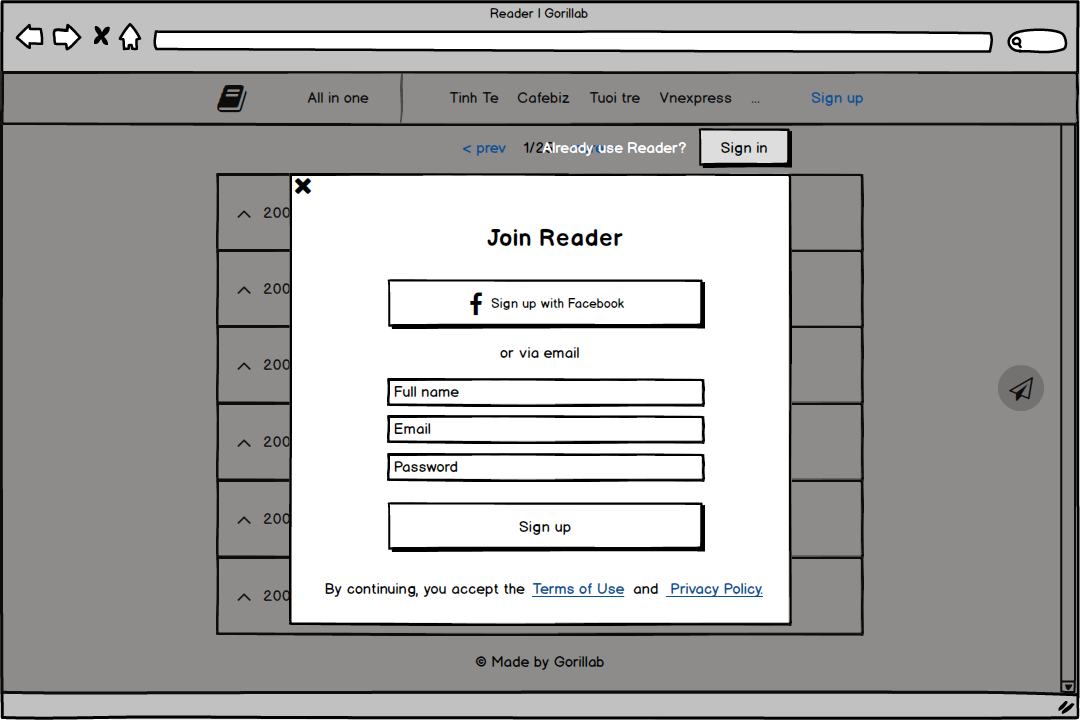 Reader | Gorillab
All in one Tinh Te Cafebiz Tuoi tre Vnexpress ... Sign up
< prev 1/2 Already use Reader? Sign in
200
Join Reader
200
f Sign up with Facebook
200
or via email
Full name
Email
200
Password
200
Sign up
200
By continuing, you accept the Terms of Use and Privacy Policy.
© Made by Gorillab